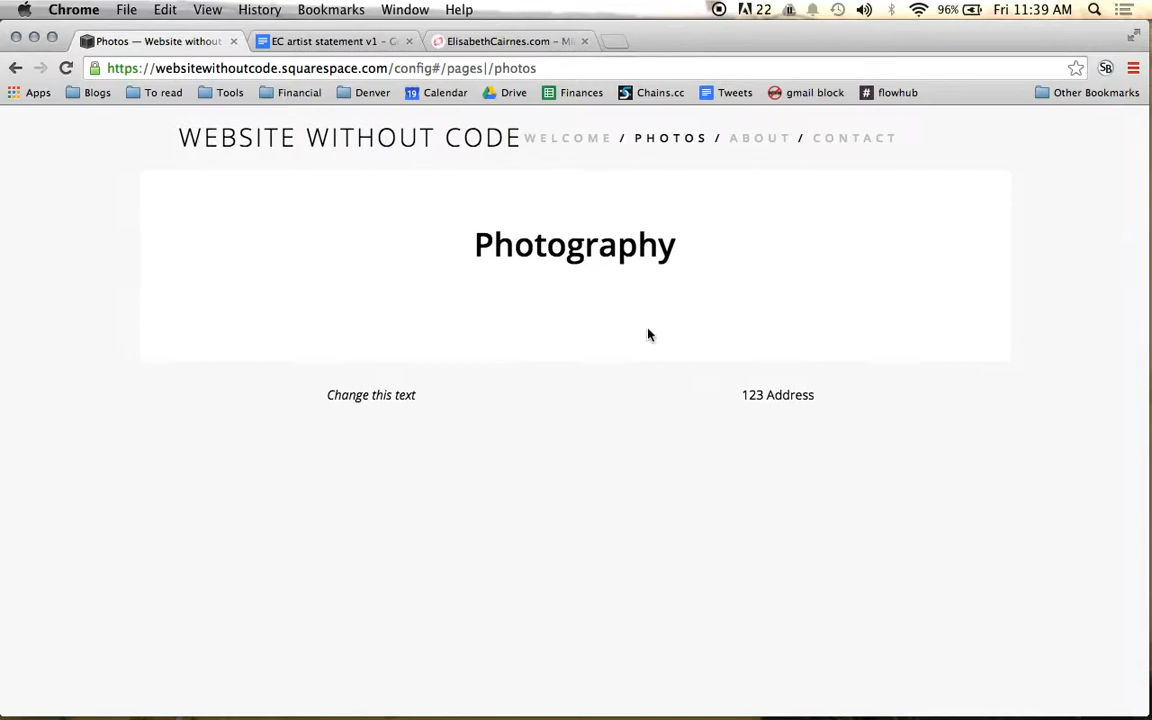 Chrome File Edit View History Bookmarks Window Help 22 96% Fri 11:39 AM
Photos — Website without EC artist statement v1 - G ElisabethCairnes.com - M
https://websitewithoutcode.squarespace.com/config#/pages|/photos SB
Apps Blogs To read Tools Financial Denver 19 Calendar Drive Finances Chains.cc Tweets gmail block # flowhub Other Bookmarks
WEBSITE WITHOUT CODE WELCOME / PHOTOS / ABOUT / CONTACT
Photography
Change this text 123 Address